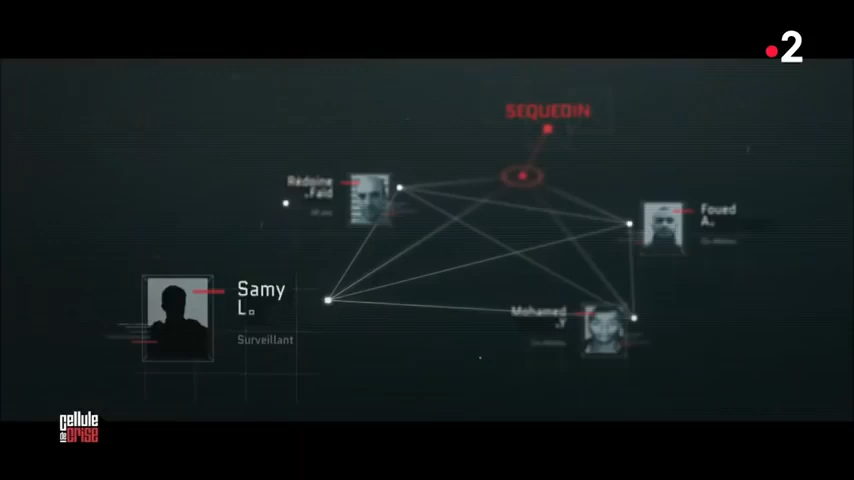 2
SEQUEDIN
Rédoine
.Faïd
Foued
A.
Samy
L.
Surveillant
Mohamed
.Y
cellule
de
crise